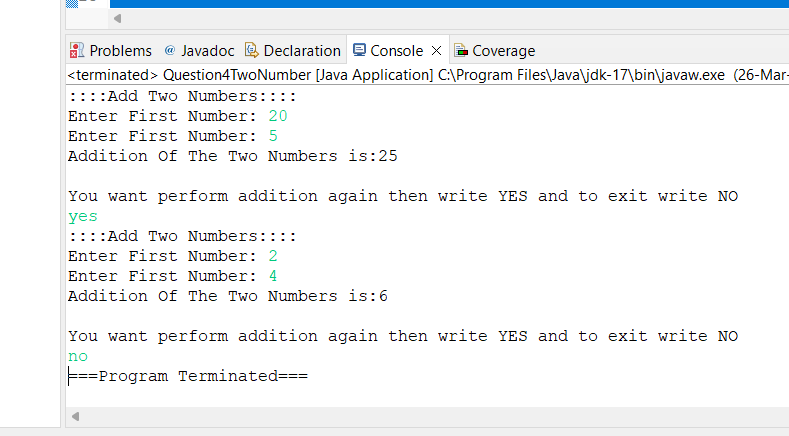 Problems @ Javadoc Declaration Console Coverage
<terminated> Question4TwoNumber [Java Application] C:\Program Files\Java\jdk-17\bin\javaw.exe (26-Mar-
::::Add Two Numbers::::
Enter First Number: 20
Enter First Number: 5
Addition Of The Two Numbers is:25
You want perform addition again then write YES and to exit write NO
yes
::::Add Two Numbers::::
Enter First Number: 2
Enter First Number: 4
Addition Of The Two Numbers is:6
You want perform addition again then write YES and to exit write NO
no
===Program Terminated===